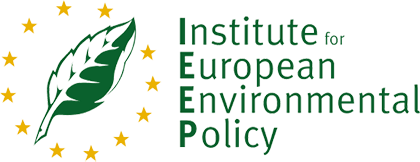 Institute for
European
Environmental
Policy